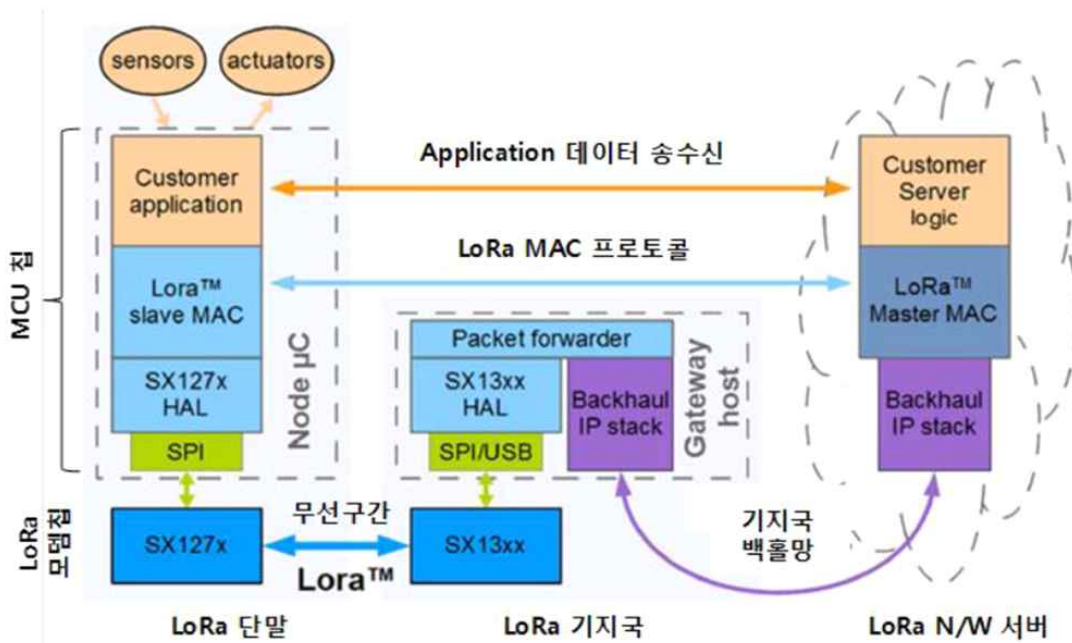 sensors
actuators
Customer
application
Lora™
slave MAC
SX127x
HAL
SPI
SX127x
Node µC
MCU 칩
LoRa
모뎀칩
Application 데이터 송수신
LoRa MAC 프로토콜
Packet forwarder
SX13xx
HAL
SPI/USB
SX13xx
Backhaul
IP stack
Gateway
host
무선구간
Lora™
기지국
백홀망
Customer
Server
logic
LoRa™
Master MAC
Backhaul
IP stack
LoRa 단말
LoRa 기지국
LoRa N/W 서버